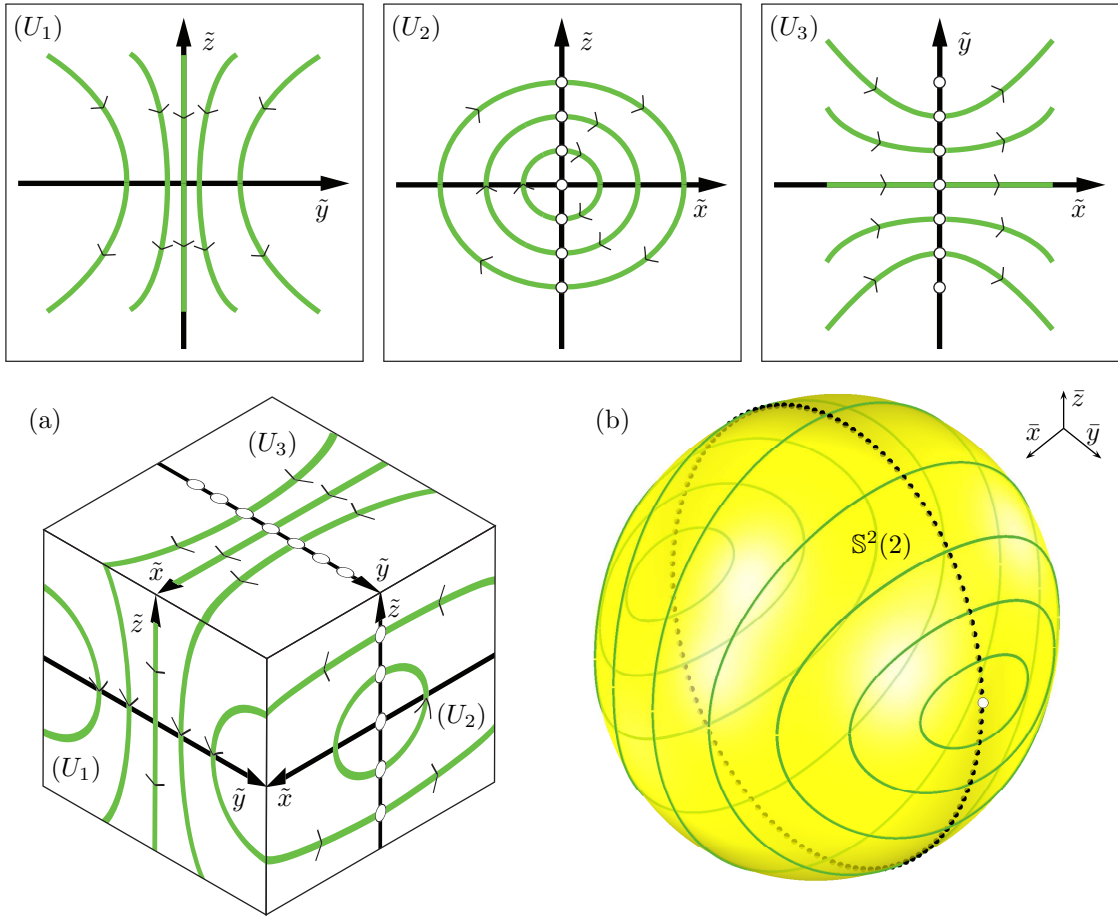 (U₁)
z̃
ỹ
(U₂)
z̃
x̃
(U₃)
ỹ
x̃
(a)
(U₃)
x̃
ỹ
z̃
z̃
(U₂)
(U₁)
ỹ
x̃
(b)
z̄
x̄
ȳ
𝕊²(2)